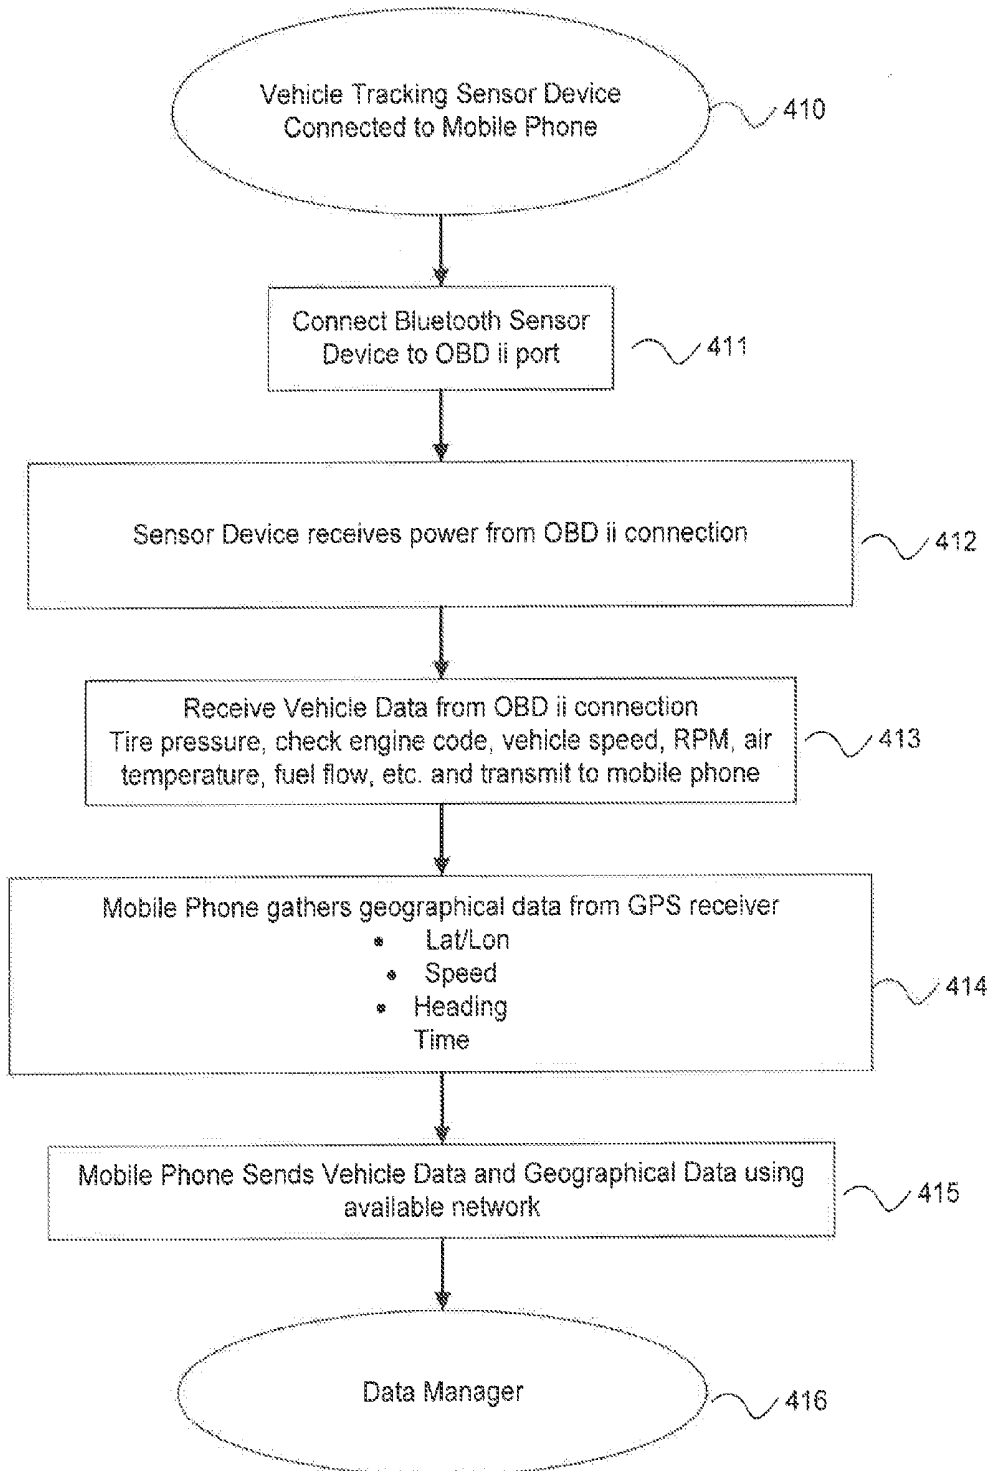 Vehicle Tracking Sensor Device
Connected to Mobile Phone
410
Connect Bluetooth Sensor
Device to OBD ii port
411
Sensor Device receives power from OBD ii connection
412
Receive Vehicle Data from OBD ii connection
Tire pressure, check engine code, vehicle speed, RPM, air
temperature, fuel flow, etc. and transmit to mobile phone
413
Mobile Phone gathers geographical data from GPS receiver
• Lat/Lon
• Speed
• Heading
Time
414
Mobile Phone Sends Vehicle Data and Geographical Data using
available network
415
Data Manager
416